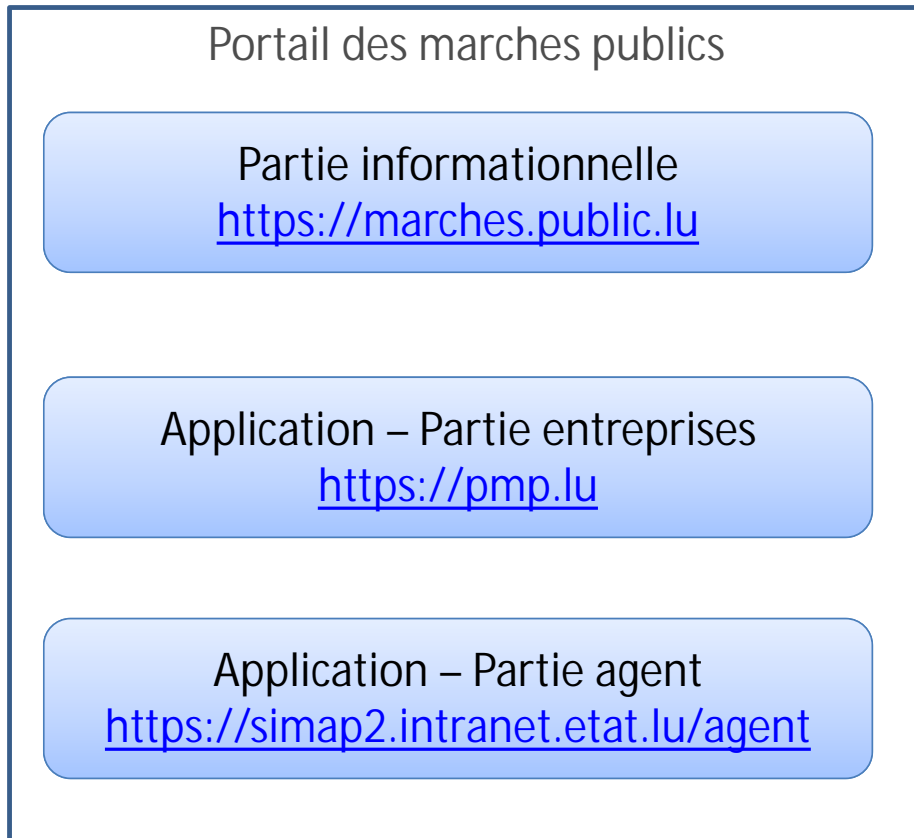 Portail des marches publics
Partie informationnelle
https://marches.public.lu
Application – Partie entreprises
https://pmp.lu
Application – Partie agent
https://simap2.intranet.etat.lu/agent